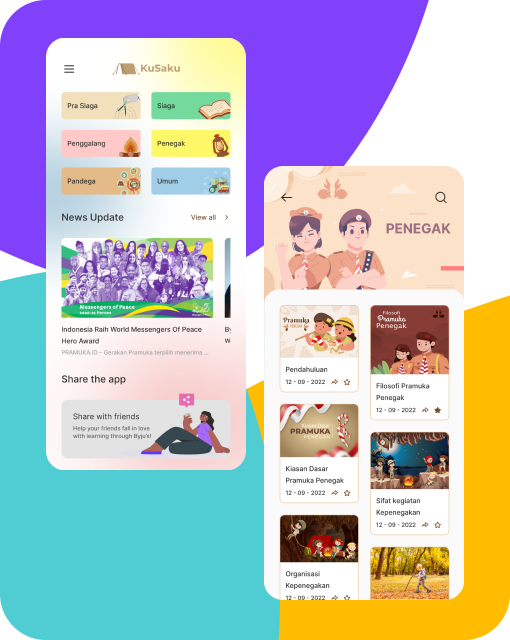 KuSaku
Pra Siaga
Siaga
Penggalang
Penegak
Pandega
Umum
News Update
View all
Messengers of Peace
Indonesia Raih World Messengers Of Peace
Hero Award
PRAMUKA.ID – Gerakan Pramuka terpilih menerima ...
Share the app
Share with friends
Help your friends fall in love
with learning through Byju's!
PENEGAK
Pramuka
Pendahuluan
12 - 09 - 2022
Filosofi
Pramuka
Penegak
Filosofi Pramuka
Penegak
12 - 09 - 2022
PRAMUKA
PENEGAK
Kiasan Dasar
Pramuka Penegak
12 - 09 - 2022
Sifat kegiatan
Kepenegakan
12 - 09 - 2022
Organisasi
Kepenegakan
12 - 09 - 2022